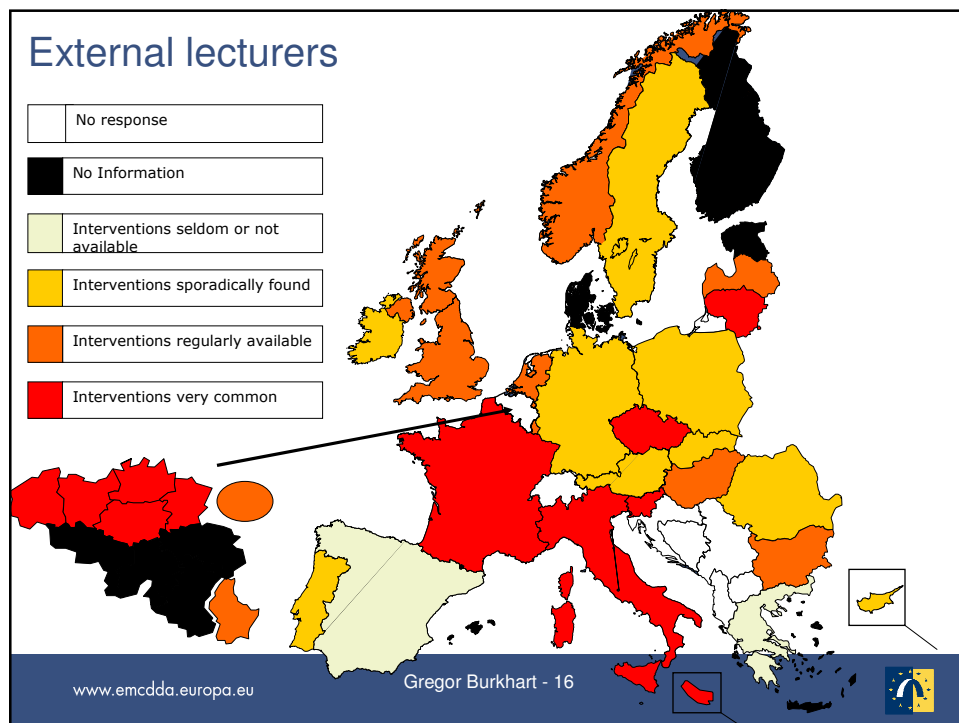 External lecturers
No response
No Information
Interventions seldom or not
available
Interventions sporadically found
Interventions regularly available
Interventions very common
www.emcdda.europa.eu
Gregor Burkhart - 16